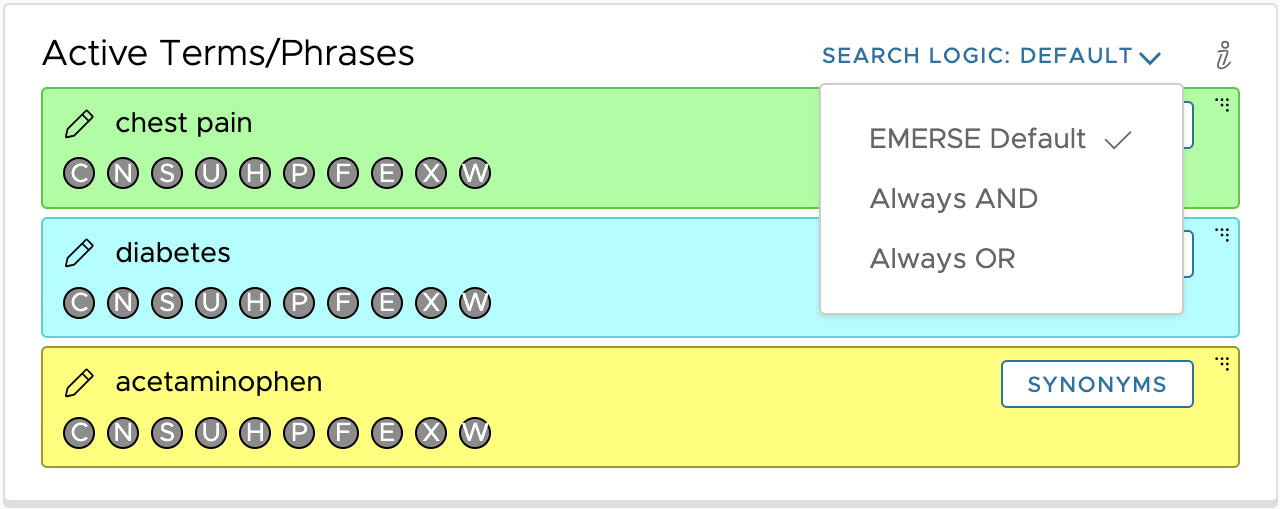 Active Terms/Phrases
SEARCH LOGIC: DEFAULT
EMERSE Default
Always AND
Always OR
chest pain
C N S U H P F E X W
diabetes
C N S U H P F E X W
acetaminophen
SYNONYMS
C N S U H P F E X W